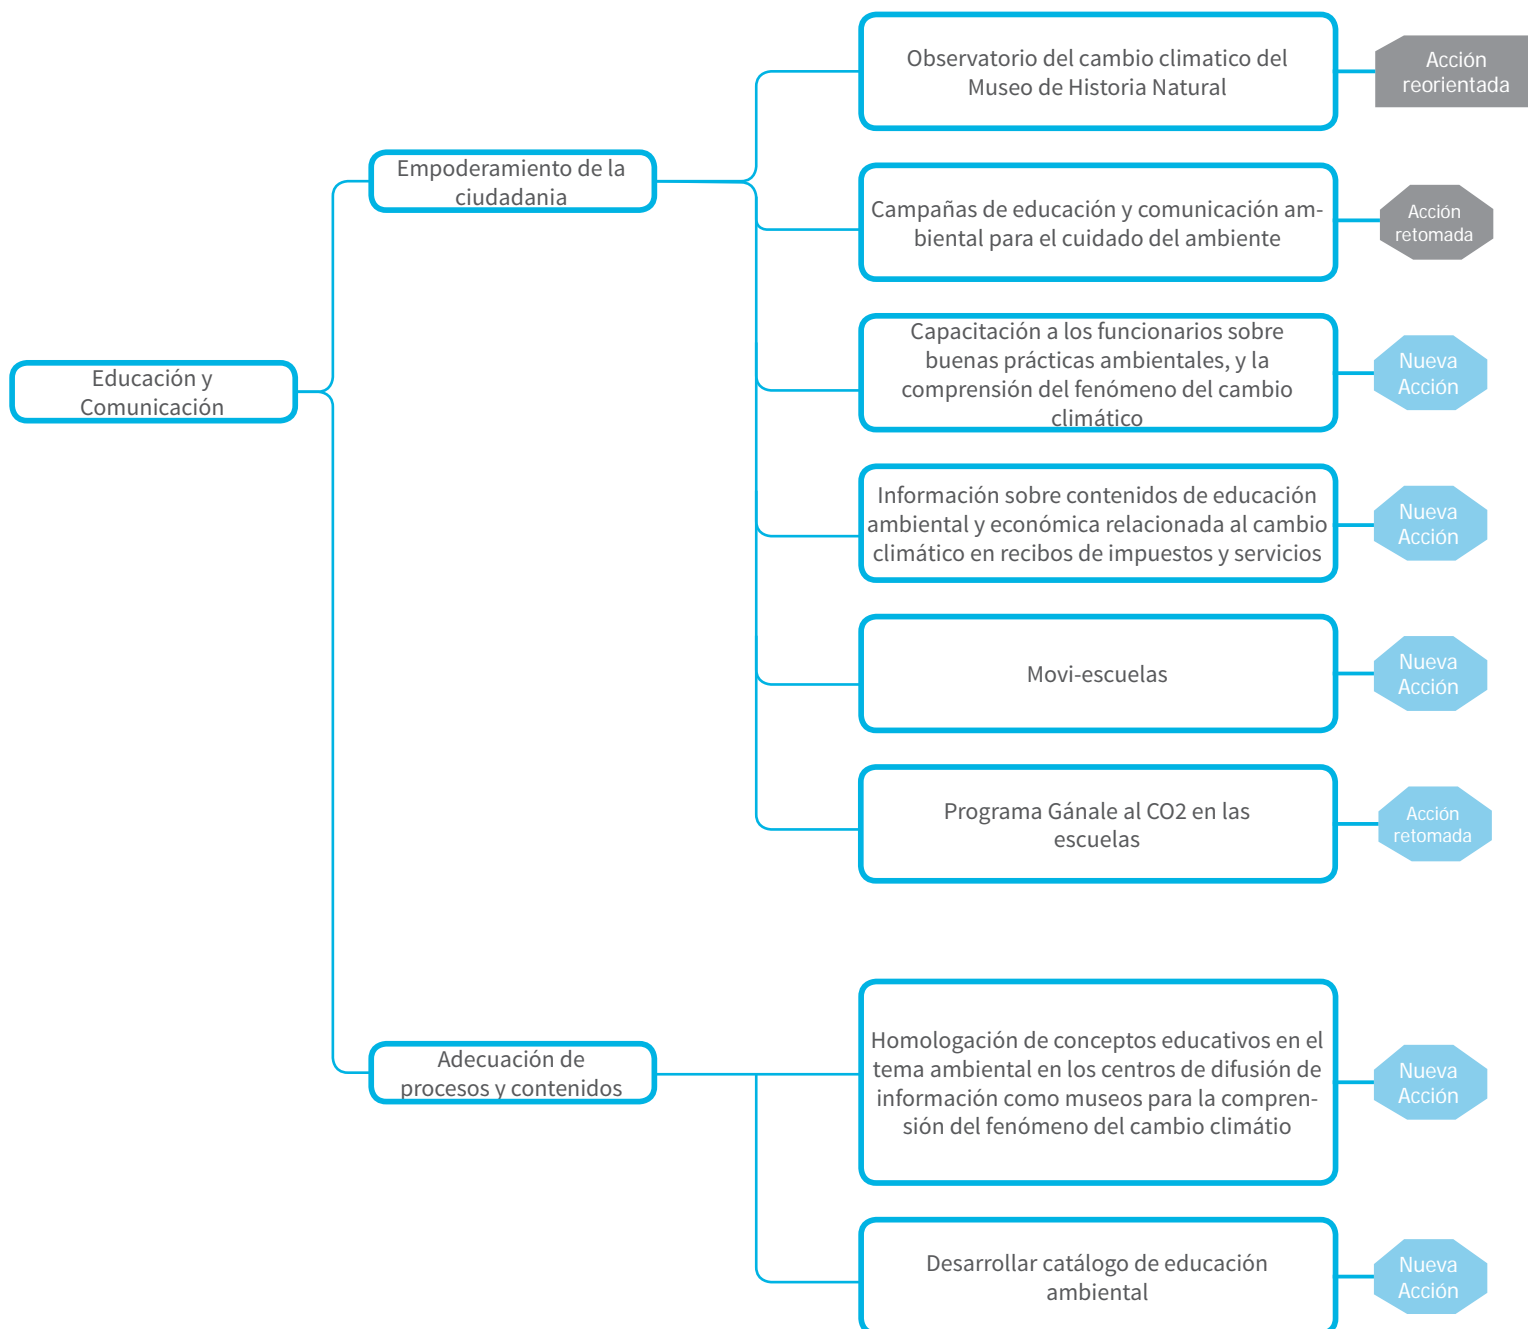 Observatorio del cambio climatico del
Museo de Historia Natural
Acción
reorientada
Empoderamiento de la
ciudadania
Campañas de educación y comunicación am-
biental para el cuidado del ambiente
Acción
retomada
Capacitación a los funcionarios sobre
buenas prácticas ambientales, y la
comprensión del fenómeno del cambio
climático
Nueva
Acción
Educación y
Comunicación
Información sobre contenidos de educación
ambiental y económica relacionada al cambio
climático en recibos de impuestos y servicios
Nueva
Acción
Movi-escuelas
Nueva
Acción
Programa Gánale al CO2 en las
escuelas
Acción
retomada
Adecuación de
procesos y contenidos
Homologación de conceptos educativos en el
tema ambiental en los centros de difusión de
información como museos para la compren-
sión del fenómeno del cambio climátio
Nueva
Acción
Desarrollar catálogo de educación
ambiental
Nueva
Acción